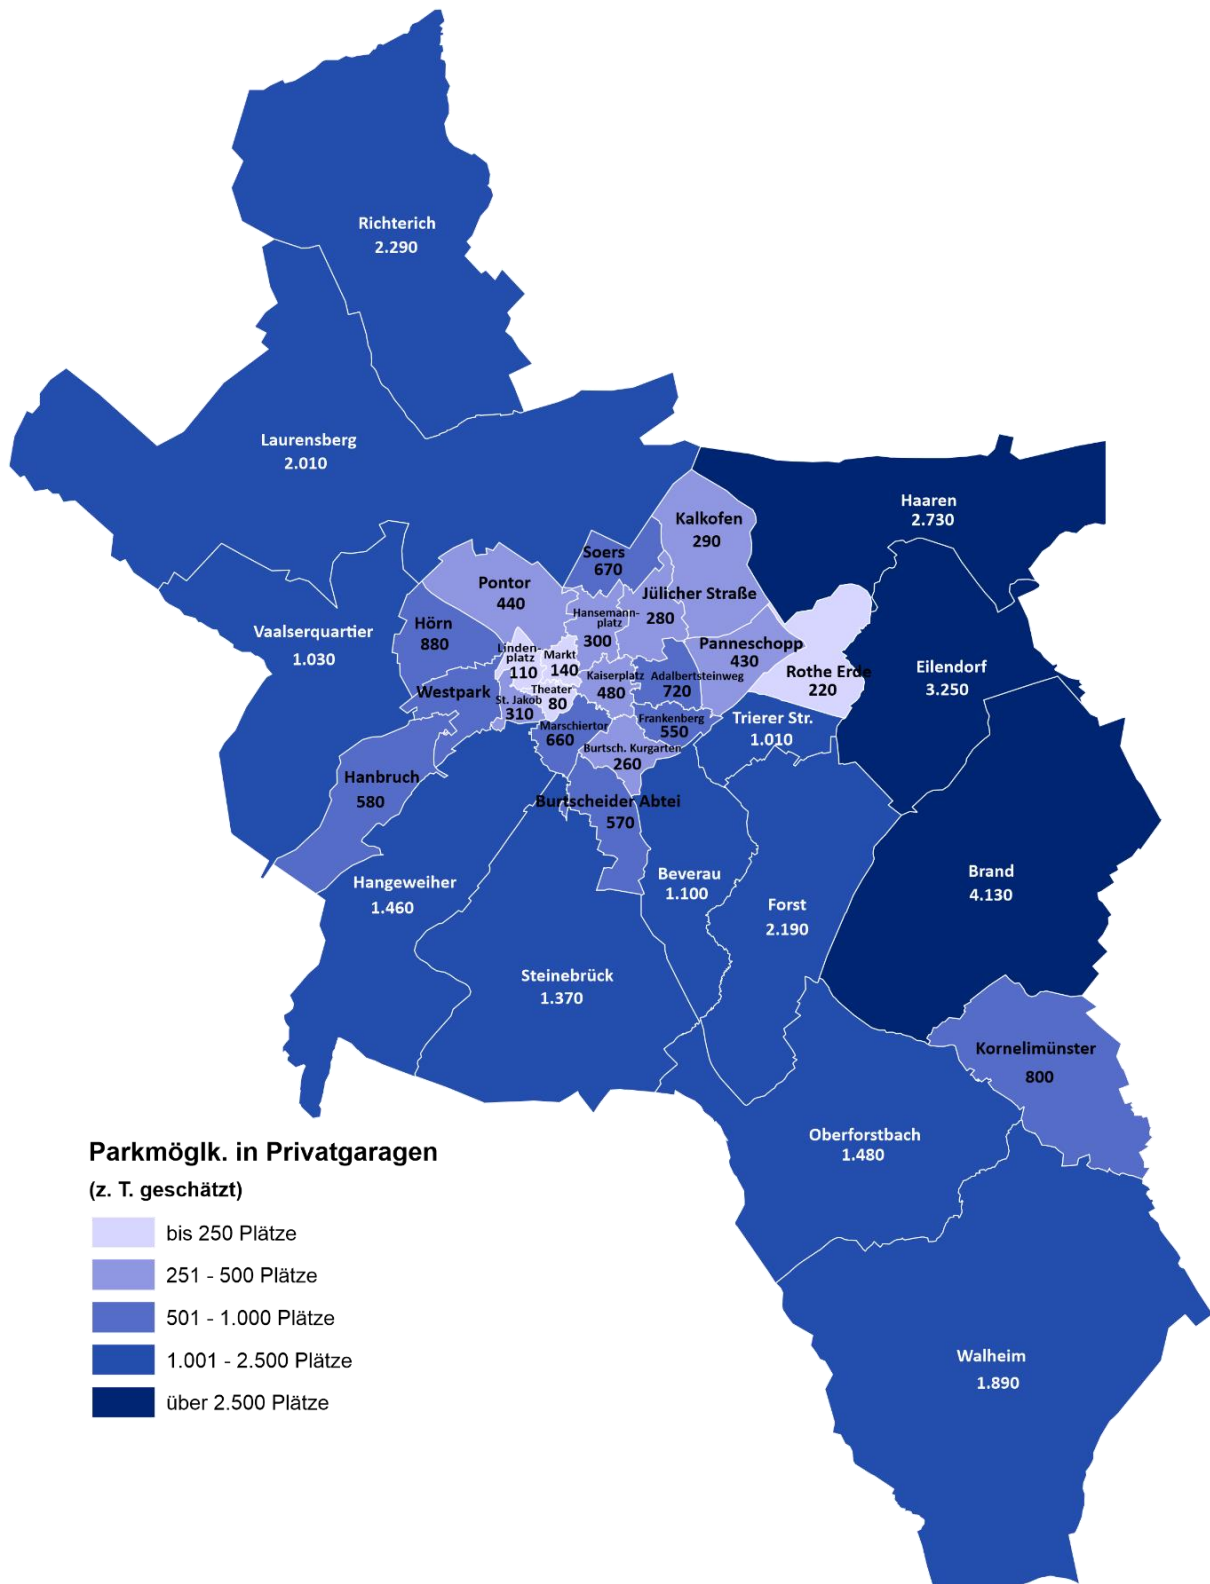 Richterich
2.290
Laurensberg
2.010
Haaren
2.730
Kalkofen
290
Soers
670
Pontor
440
Jülicher Straße
280
Hansemann-
platz
300
Hörn
880
Vaalserquartier
1.030
Linden-
platz
110
Markt
140
Panneschopp
430
Rothe Erde
220
Eilendorf
3.250
Kaiserplatz
480
Adalbertsteinweg
720
Westpark
St. Jakob
310
Theater
80
Marschiertor
660
Frankenberg
550
Trierer Str.
1.010
Burtsch. Kurgarten
260
Hanbruch
580
Burtscheider Abtei
570
Hangeweiher
1.460
Beverau
1.100
Forst
2.190
Brand
4.130
Steinebrück
1.370
Kornelimünster
800
Oberforstbach
1.480
Walheim
1.890
Parkmöglk. in Privatgaragen
(z. T. geschätzt)
bis 250 Plätze
251 - 500 Plätze
501 - 1.000 Plätze
1.001 - 2.500 Plätze
über 2.500 Plätze